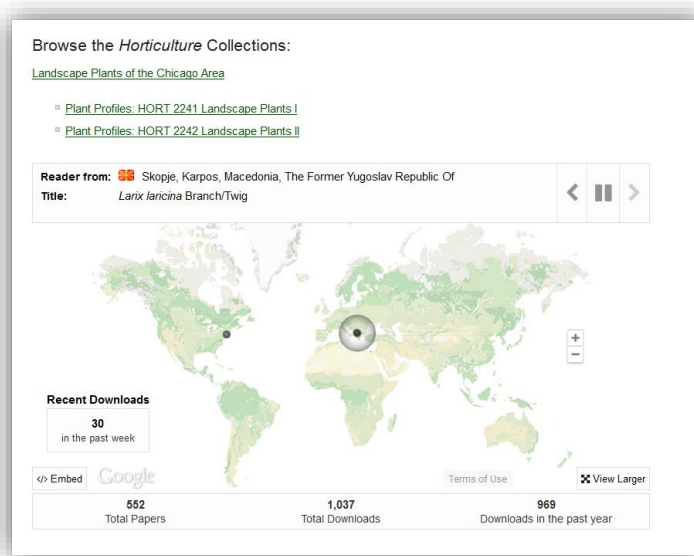 Browse the Horticulture Collections:
Landscape Plants of the Chicago Area
Plant Profiles: HORT 2241 Landscape Plants I
Plant Profiles: HORT 2242 Landscape Plants II
Reader from: Skopje, Karpos, Macedonia, The Former Yugoslav Republic Of
Title: Larix laricina Branch/Twig
+
−
Recent Downloads
30
in the past week
</> Embed Google Terms of Use View Larger
552 1,037 969
Total Papers Total Downloads Downloads in the past year